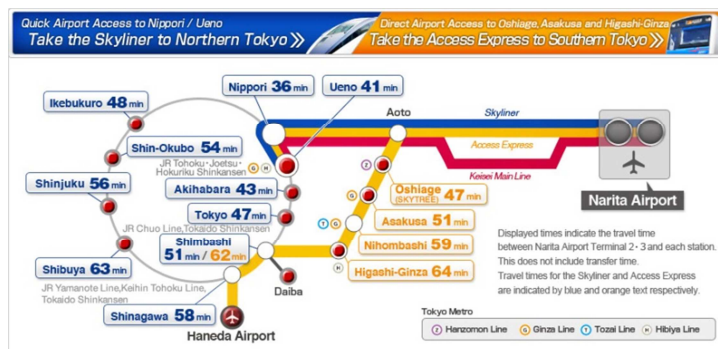 Quick Airport Access to Nippori / Ueno
Take the Skyliner to Northern Tokyo
Direct Airport Access to Oshiage, Asakusa and Higashi-Ginza
Take the Access Express to Southern Tokyo
Nippori 36 min
Ueno 41 min
Ikebukuro 48 min
Aoto
Skyliner
Shin-Okubo 54 min
Access Express
JR Tohoku・Joetsu・
Hokuriku Shinkansen
G H
I
Keisei Main Line
Shinjuku 56 min
Akihabara 43 min
Oshiage 47 min
(SKYTREE)
Narita Airport
Tokyo 47 min
G
Asakusa 51 min
JR Chuo Line,Tokaido Shinkansen
T G
Nihombashi 59 min
Shimbashi
51 min / 62 min
Shibuya 63 min
H
Higashi-Ginza 64 min
Daiba
JR Yamanote Line,Keihin Tohoku Line,
Tokaido Shinkansen
Shinagawa 58 min
Haneda Airport
Displayed times indicate the travel time
between Narita Airport Terminal 2・3 and each station.
This does not include transfer time.
Travel times for the Skyliner and Access Express
are indicated by blue and orange text respectively.
Tokyo Metro
Z Hanzomon Line G Ginza Line T Tozai Line H Hibiya Line